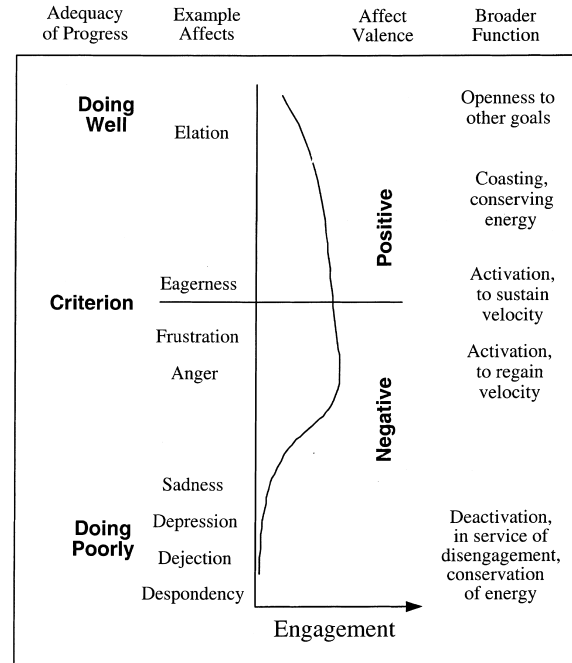 Adequacy
of Progress
Example
Affects
Affect
Valence
Broader
Function
Doing
Well
Elation
Openness to
other goals
Coasting,
conserving
energy
Positive
Eagerness
Criterion
Activation,
to sustain
velocity
Frustration
Anger
Activation,
to regain
velocity
Negative
Sadness
Depression
Doing
Poorly
Dejection
Despondency
Deactivation,
in service of
disengagement,
conservation
of energy
Engagement